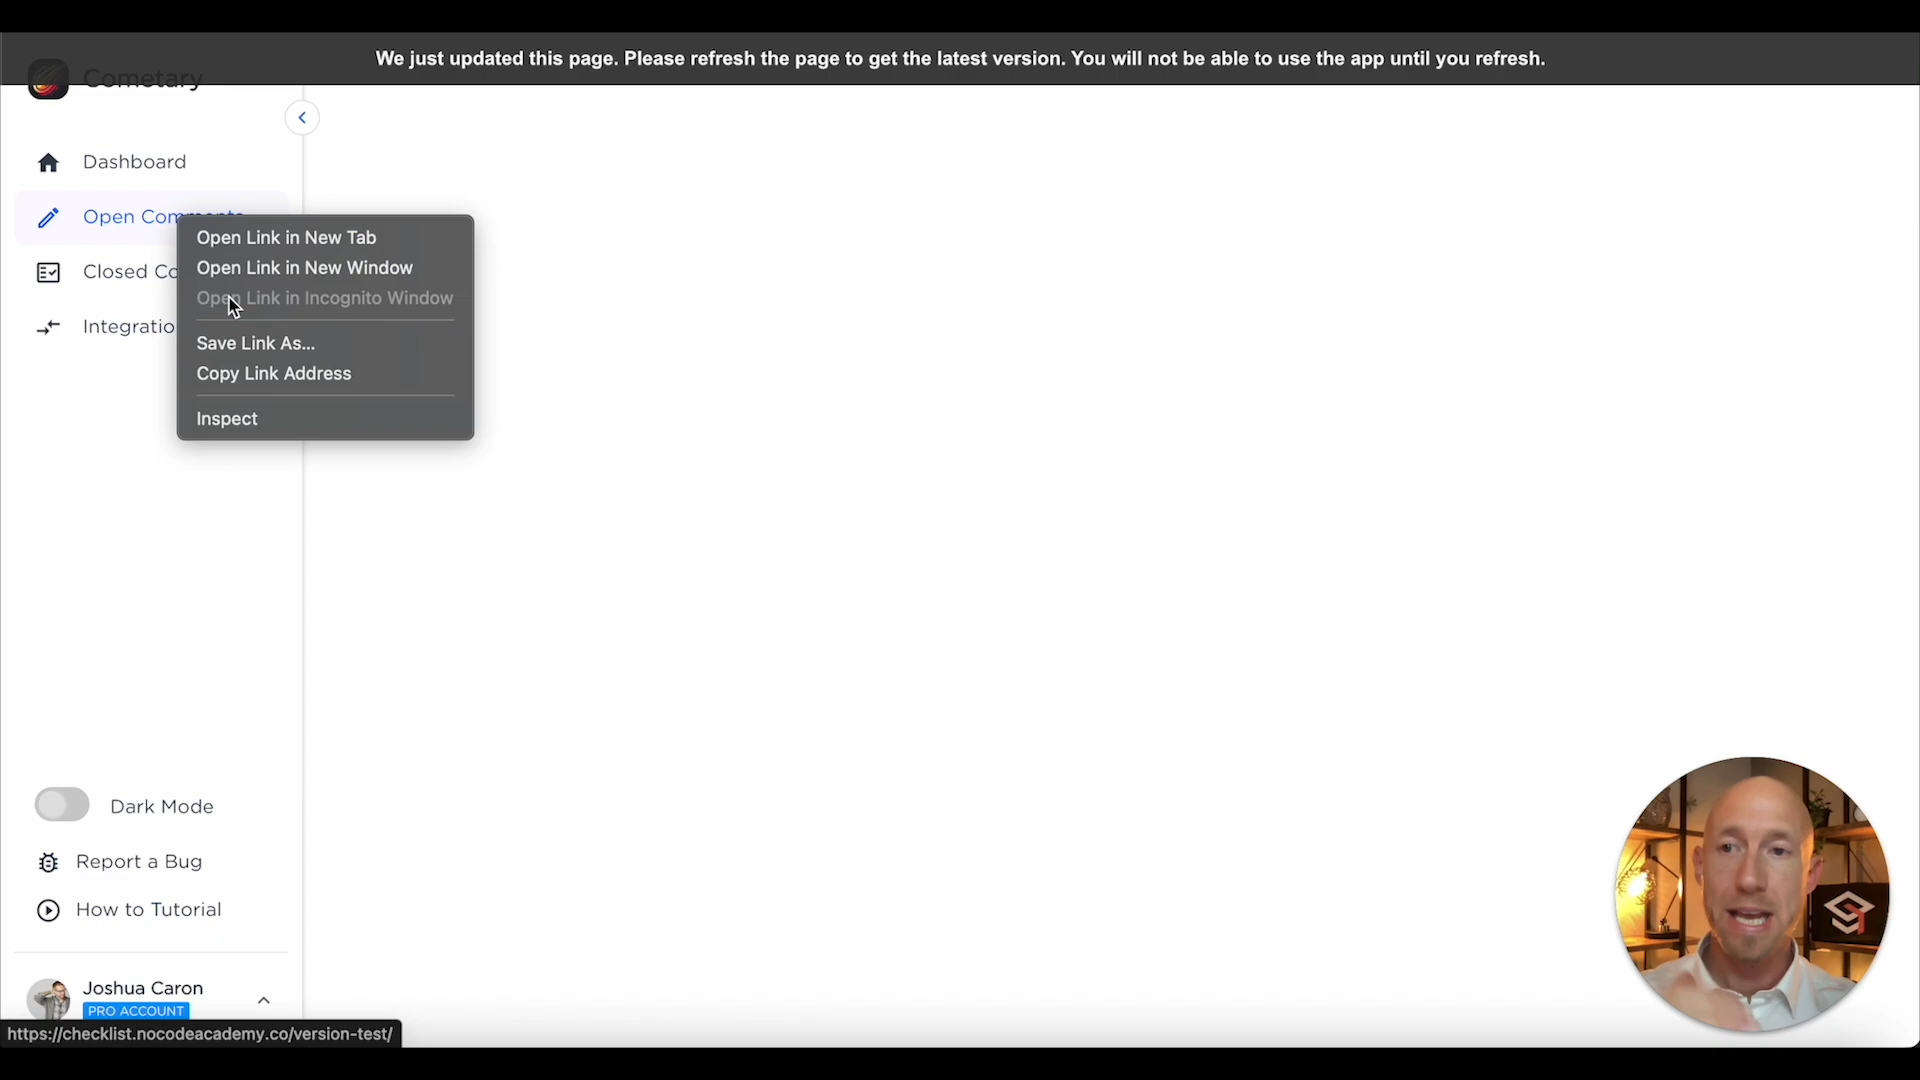 We just updated this page. Please refresh the page to get the latest version. You will not be able to use the app until you refresh.
Cometary
Dashboard
Open Comments
Closed Co
Integratio
Open Link in New Tab
Open Link in New Window
Open Link in Incognito Window
Save Link As...
Copy Link Address
Inspect
Dark Mode
Report a Bug
How to Tutorial
Joshua Caron
PRO ACCOUNT
https://checklist.nocodeacademy.co/version-test/